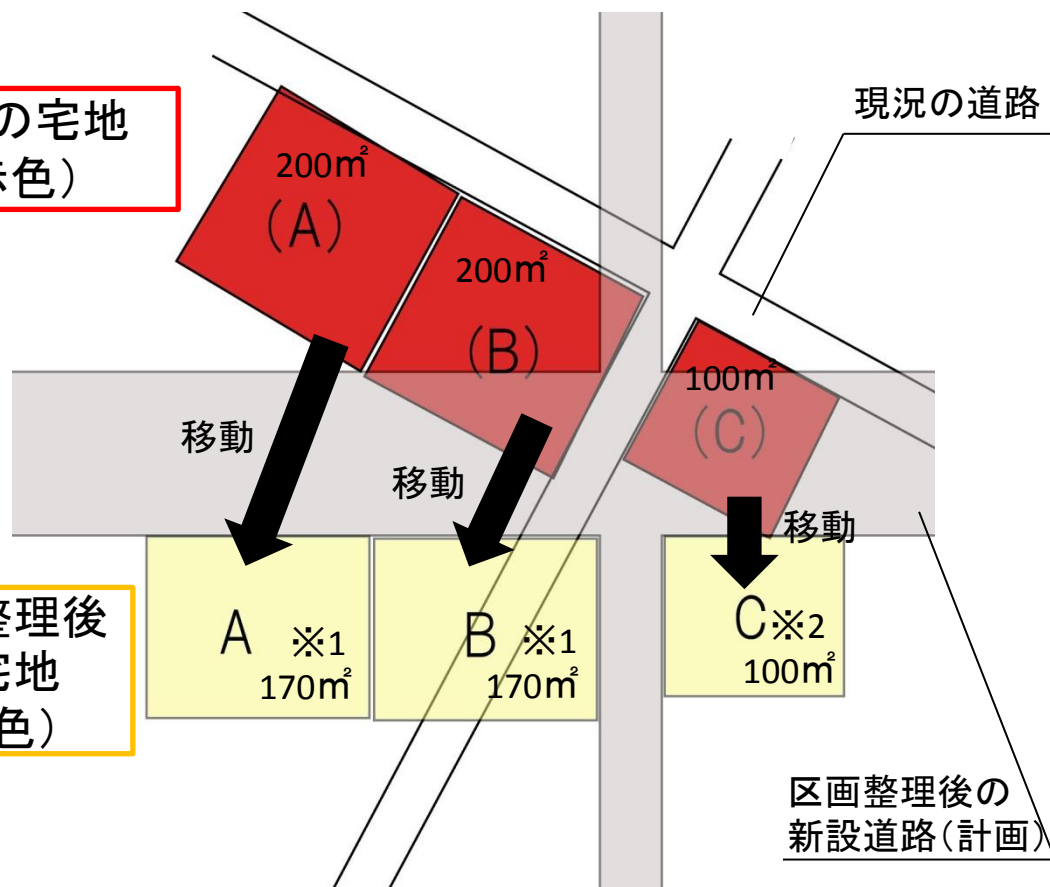 の宅地
色）
現況の道路
200㎡
（A）
200㎡
（B）
100㎡
（C）
移動
移動
移動
整理後
宅地
色）
A ※1
170㎡
B ※1
170㎡
C※2
100㎡
区画整理後の
新設道路（計画）